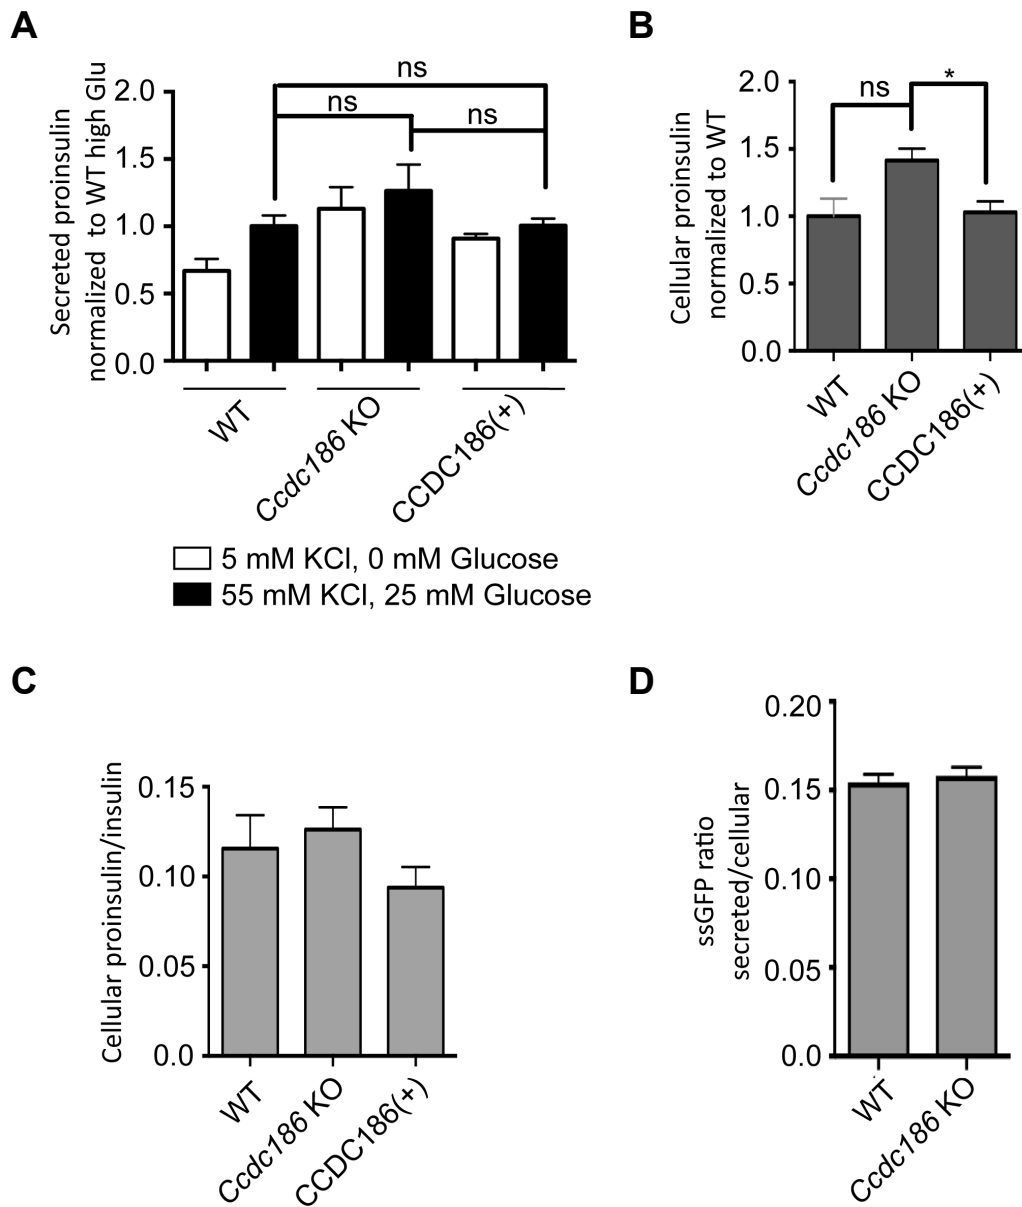 A
Secreted proinsulin
normalized to WT high Glu
2.0
1.5
1.0
0.5
0.0
ns
ns
ns
WT
Ccdc186 KO
CCDC186(+)
5 mM KCl, 0 mM Glucose
55 mM KCl, 25 mM Glucose
B
Cellular proinsulin
normalized to WT
2.0
1.5
1.0
0.5
0.0
ns
*
WT
Ccdc186 KO
CCDC186(+)
C
Cellular proinsulin/insulin
0.15
0.10
0.05
0.0
WT
Ccdc186 KO
CCDC186(+)
D
ssGFP ratio
secreted/cellular
0.20
0.15
0.10
0.05
0.0
WT
Ccdc186 KO